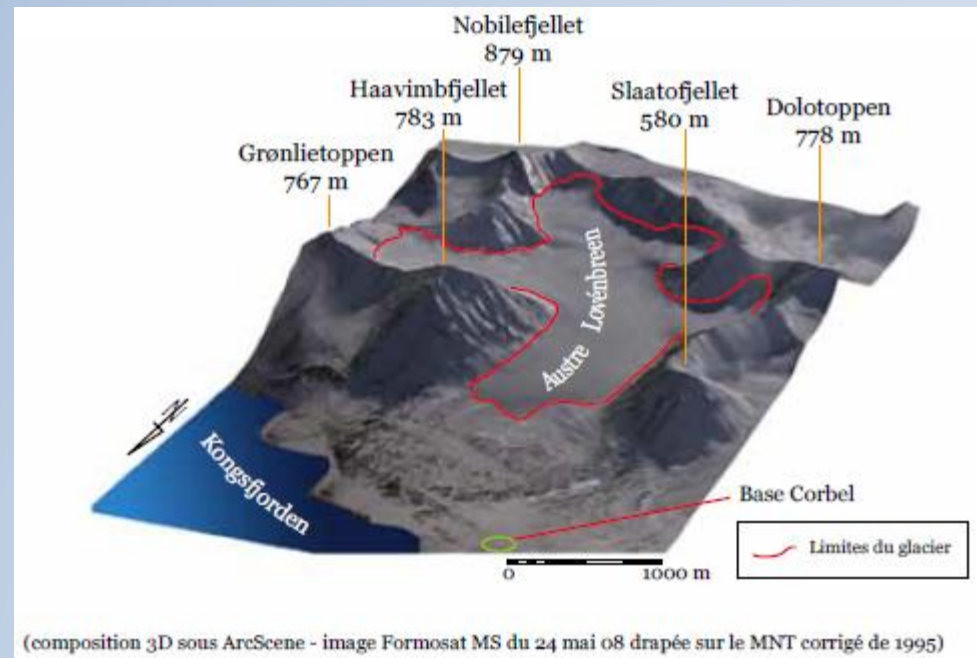 Nobilefjellet
879 m
Haavimbfjellet
783 m
Slaatofjellet
580 m
Dolotoppen
778 m
Grønlietoppen
767 m
Austre Lovénbreen
N
Kongsfjorden
Base Corbel
Limites du glacier
0 1000 m
(composition 3D sous ArcScene - image Formosat MS du 24 mai 08 drapée sur le MNT corrigé de 1995)